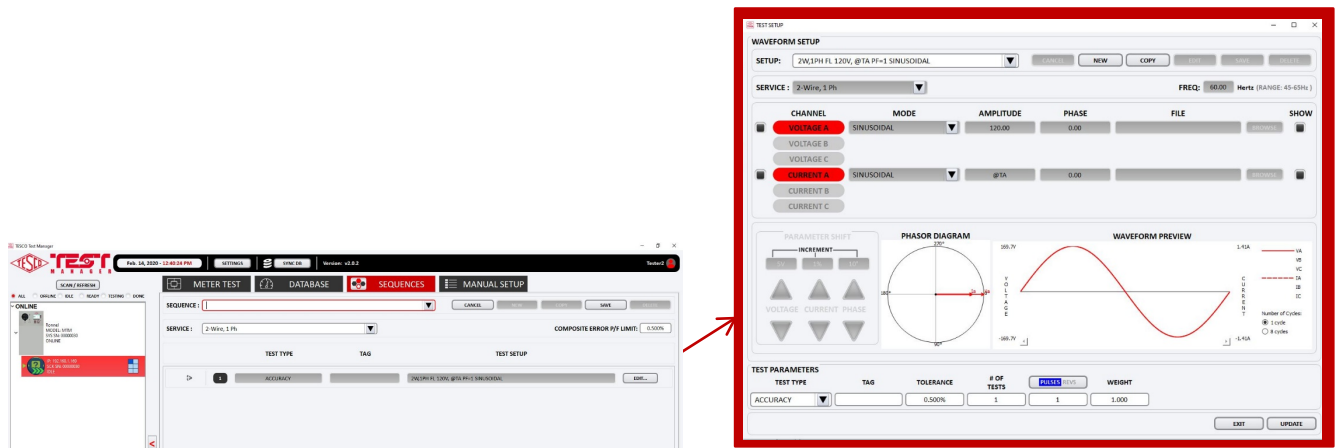 TESCO Test Manager
TESCO
TEST
MANAGER
Feb. 14, 2020 - 12:40:24 PM
SETTINGS
SYNC DB
Version: v2.0.2
Tester2
SCAN / REFRESH
ALL OFFLINE IDLE READY TESTING DONE
ONLINE
MODEL: MTM
ONLINE
METER TEST
DATABASE
SEQUENCES
MANUAL SETUP
SEQUENCE :
CANCEL
NEW
COPY
SAVE
DELETE
SERVICE :
2-Wire, 1 Ph
COMPOSITE ERROR P/F LIMIT: 0.500%
TEST TYPE TAG TEST SETUP
1 ACCURACY 2W,1PH FL 120V, @TA PF=1 SINUSOIDAL EDIT...
<
TEST SETUP
WAVEFORM SETUP
SETUP: 2W,1PH FL 120V, @TA PF=1 SINUSOIDAL CANCEL NEW COPY EDIT SAVE DELETE
SERVICE : 2-Wire, 1 Ph FREQ: 60.00 Hertz (RANGE: 45-65Hz )
CHANNEL MODE AMPLITUDE PHASE FILE SHOW
VOLTAGE A SINUSOIDAL 120.00 0.00 BROWSE
VOLTAGE B
VOLTAGE C
CURRENT A SINUSOIDAL @TA 0.00 BROWSE
CURRENT B
CURRENT C
PARAMETER SHIFT
INCREMENT
VOLTAGE CURRENT PHASE
PHASOR DIAGRAM
270°
180°
Ia
90°
WAVEFORM PREVIEW
169.7V
VOLTAGE
-169.7V
1.41A
CURRENT
-1.41A
VA
VB
VC
IA
IB
IC
Number of Cycles:
1 cycle
8 cycles
TEST PARAMETERS
TEST TYPE TAG TOLERANCE # OF TESTS PULSES REVS WEIGHT
ACCURACY 0.500% 1 1 1.000
EXIT UPDATE